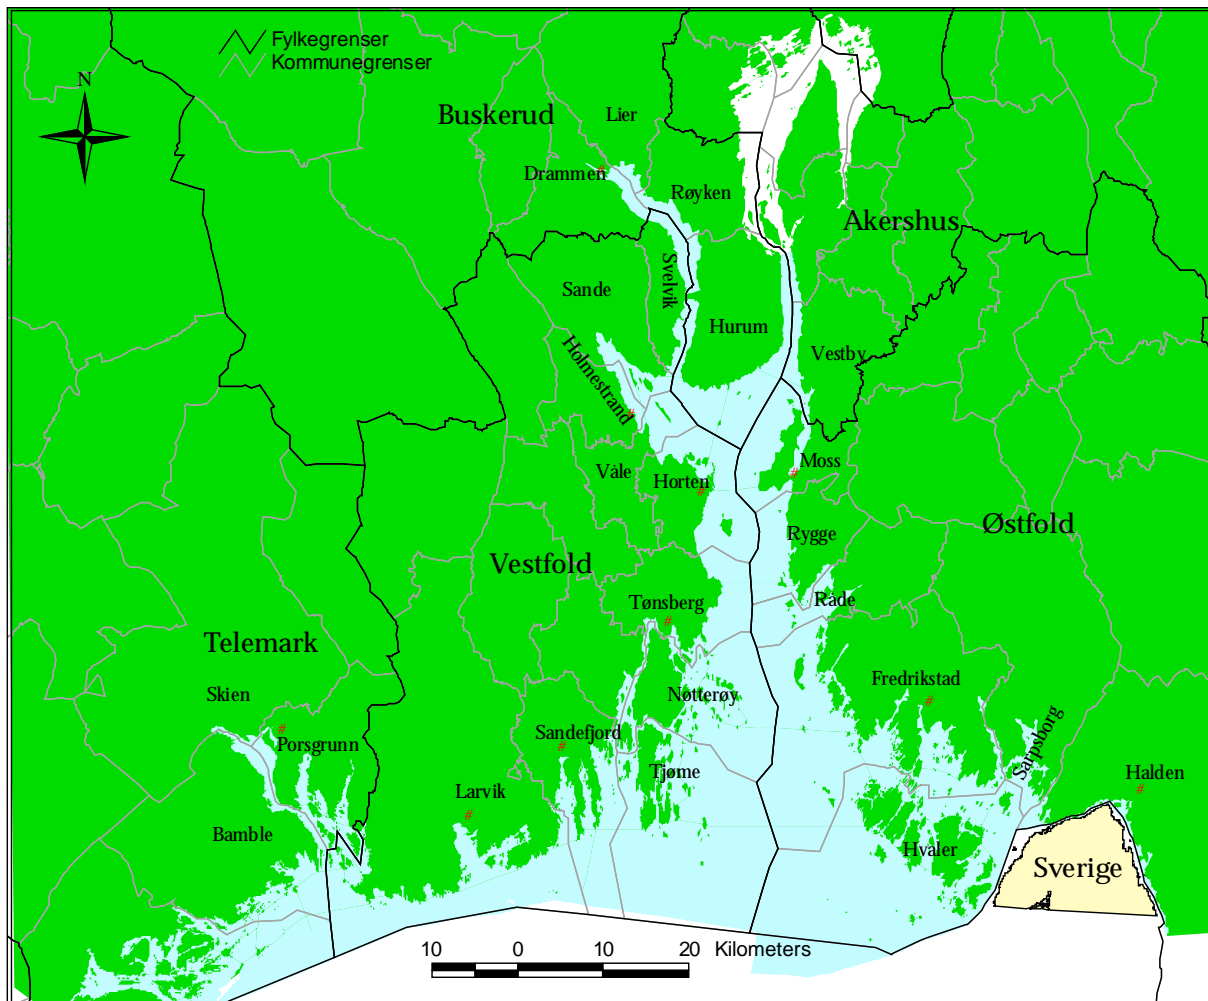 Fylkegrenser
Kommunegrenser
N
Buskerud
Lier
Drammen
Røyken
Akershus
Svelvik
Sande
Hurum
Vestby
Holmestrand
Våle
Horten
Moss
Rygge
Østfold
Vestfold
Tønsberg
Råde
Telemark
Skien
Nøtterøy
Fredrikstad
Sandefjord
Porsgrunn
Sarpsborg
Tjøme
Halden
Larvik
Bamble
Hvaler
Sverige
10 0 10 20 Kilometers